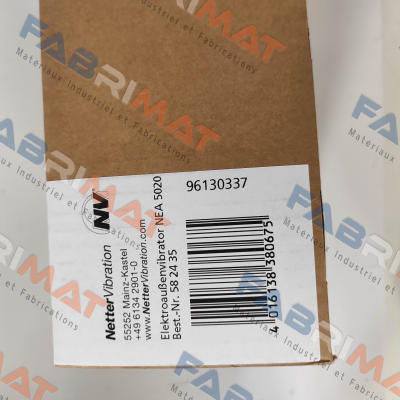 NV
NetterVibration
55252 Mainz-Kastel
+49 6134 2901-0
www.NetterVibration.com
Elektroaußenvibrator NEA 5020
Best.-Nr. 58 24 35
96130337
4 016138 380675
FABRIMAT
Matériaux Industriel et Fabrications